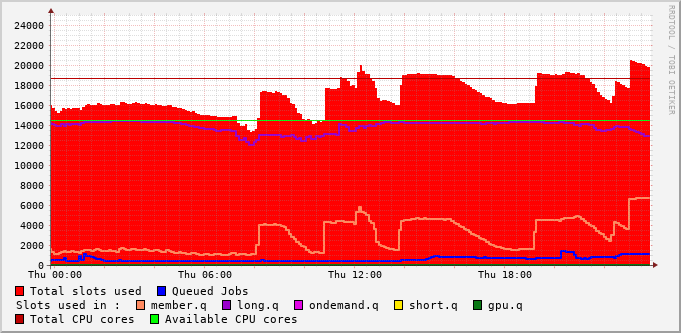 24000
22000
20000
18000
16000
14000
12000
10000
8000
6000
4000
2000
0
Thu 00:00 Thu 06:00 Thu 12:00 Thu 18:00
RRDTOOL / TOBI OETIKER
Total slots used Queued Jobs
Slots used in : member.q long.q ondemand.q short.q gpu.q
Total CPU cores Available CPU cores